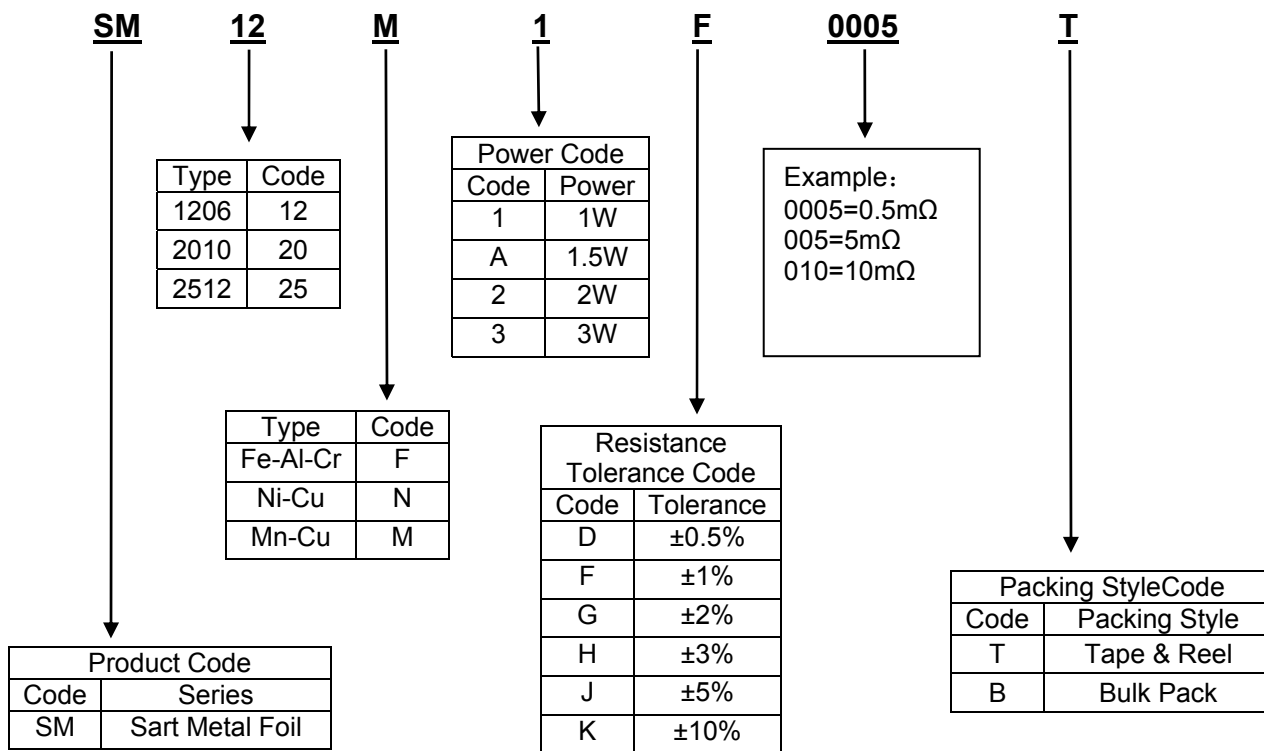 SM 12 M 1 F 0005 T
Type Code
1206 12
2010 20
2512 25
Power Code
Code Power
1 1W
A 1.5W
2 2W
3 3W
Example：
0005=0.5mΩ
005=5mΩ
010=10mΩ
Type Code
Fe-Al-Cr F
Ni-Cu N
Mn-Cu M
Resistance
Tolerance Code
Code Tolerance
D ±0.5%
F ±1%
G ±2%
H ±3%
J ±5%
K ±10%
Packing StyleCode
Code Packing Style
T Tape & Reel
B Bulk Pack
Product Code
Code Series
SM Sart Metal Foil